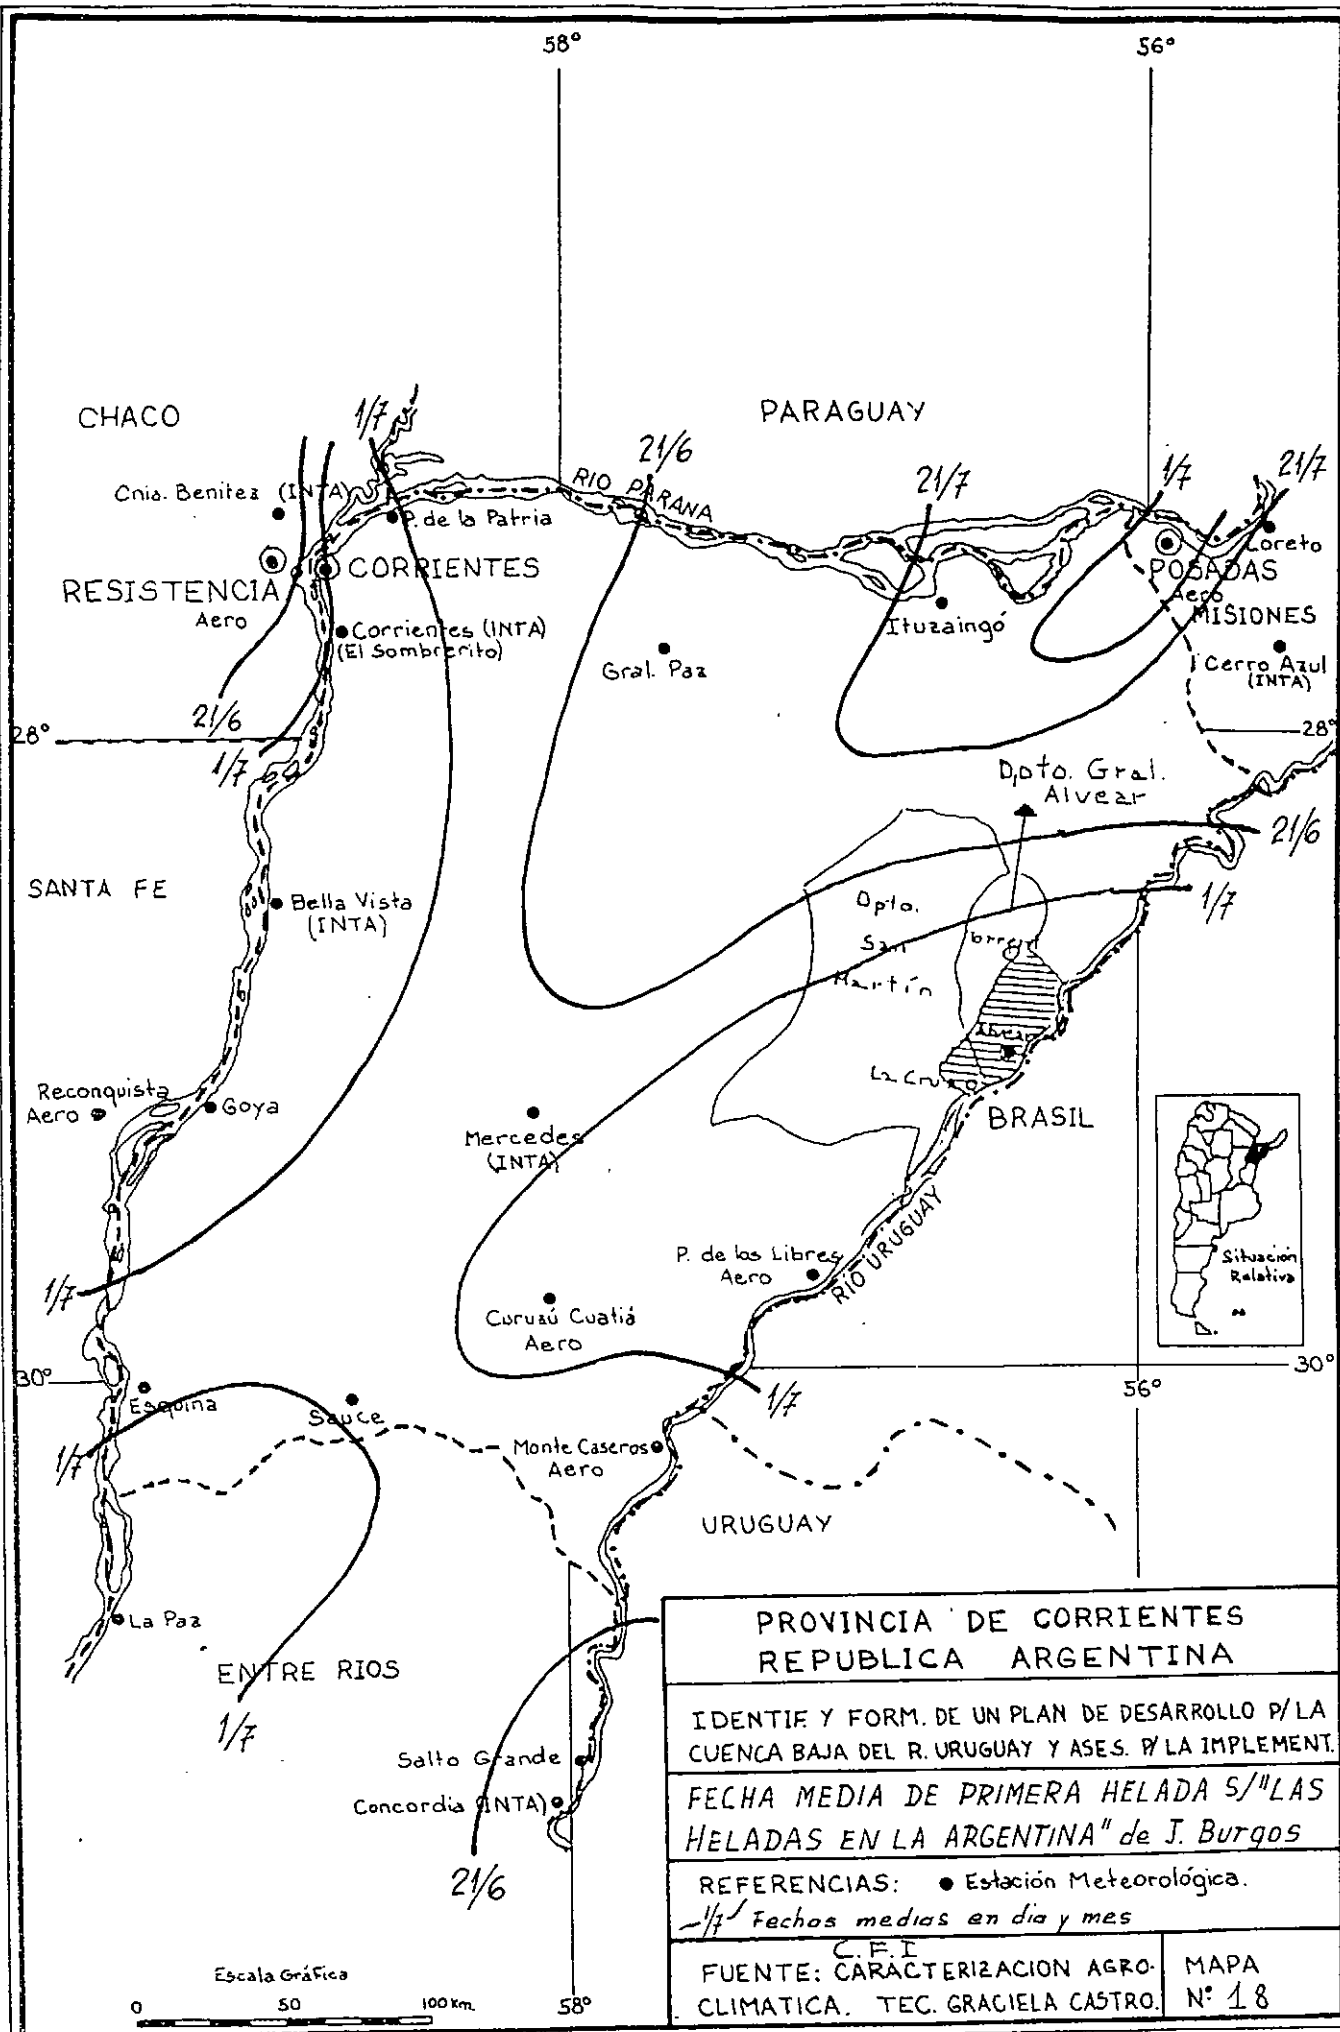 58°
56°
CHACO
1/7
PARAGUAY
21/6
21/7
1/7
21/7
Cnia. Benitez (INTA)
RIO PARANA
P. de la Patria
Loreto
CORRIENTES
POSADAS
Aero
RESISTENCIA
Aero
MISIONES
Corrientes (INTA)
(El Sombrerito)
Ituzaingó
Gral. Paz
Cerro Azul
(INTA)
21/6
28°
28°
1/7
Dpto. Gral.
Alvear
21/6
SANTA FE
Bella Vista
(INTA)
1/7
Dpto.
San
Martín
Reconquista
Aero
Goya
La Cruz
BRASIL
Mercedes
(INTA)
RIO URUGUAY
P. de los Libres
Aero
Situación
Relativa
1/7
Curuzú Cuatiá
Aero
30°
30°
56°
Esquina
Sauce
1/7
1/7
Monte Caseros
Aero
URUGUAY
La Paz
ENTRE RIOS
1/7
Salto Grande
Concordia (INTA)
21/6
PROVINCIA DE CORRIENTES
REPUBLICA ARGENTINA
IDENTIF. Y FORM. DE UN PLAN DE DESARROLLO P/LA
CUENCA BAJA DEL R. URUGUAY Y ASES. P/LA IMPLEMENT.
FECHA MEDIA DE PRIMERA HELADA S/"LAS
HELADAS EN LA ARGENTINA" de J. Burgos
REFERENCIAS: ● Estación Meteorológica.
1/7 Fechas medias en dia y mes
C.F.I
FUENTE: CARACTERIZACION AGRO-
CLIMATICA. TEC. GRACIELA CASTRO.
MAPA
N° 18
Escala Gráfica
0 50 100 km.
58°